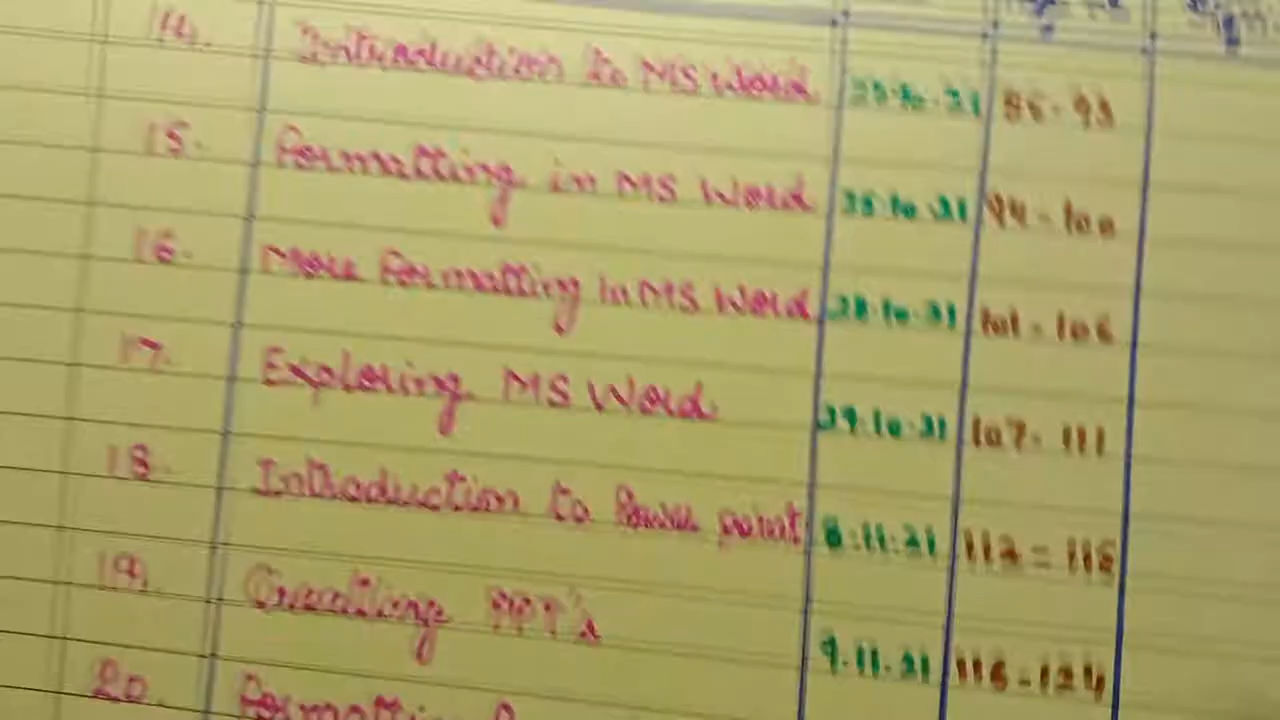 14. Introduction to MS Word 25.10.21 86-93
15. Formatting in MS Word 25.10.21 94-100
16. More Formatting in MS Word 28.10.21 101-106
17. Exploring MS Word 29.10.21 107-111
18. Introduction to Power point 8.11.21 112=115
19. Creating PPT's 9.11.21 116-124
20. Formatting